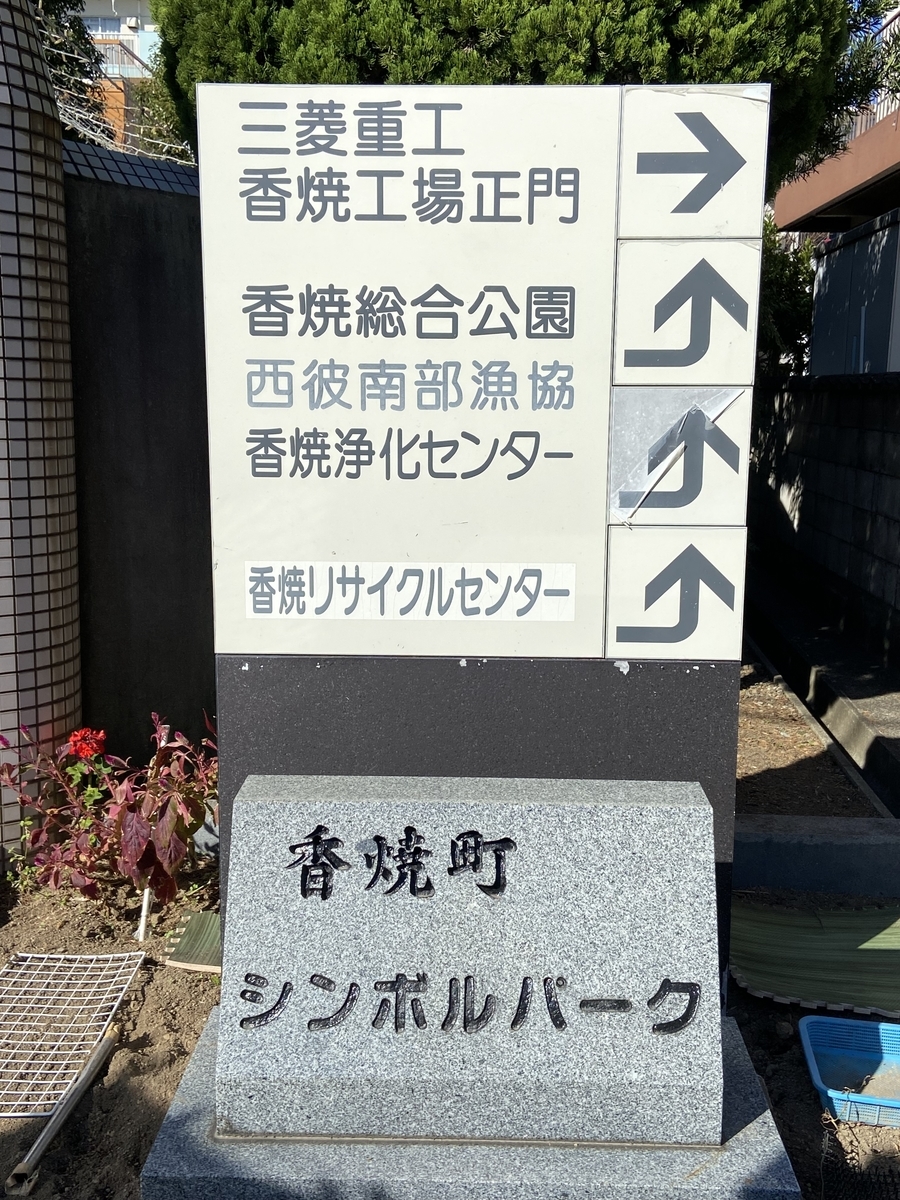 三菱重工
香焼工場正門
香焼総合公園
西彼南部漁協
香焼浄化センター
香焼リサイクルセンター
香焼町
シンボルパーク